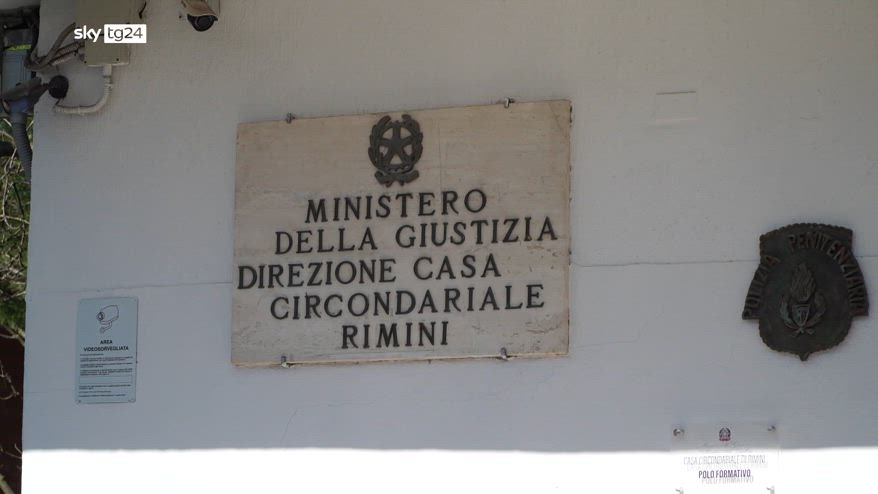 sky tg24
MINISTERO
DELLA GIUSTIZIA
DIREZIONE CASA
CIRCONDARIALE
RIMINI
POLIZIA PENITENZIARIA
AREA
VIDEOSORVEGLIATA
CASA CIRCONDARIALE DI RIMINI
POLO FORMATIVO